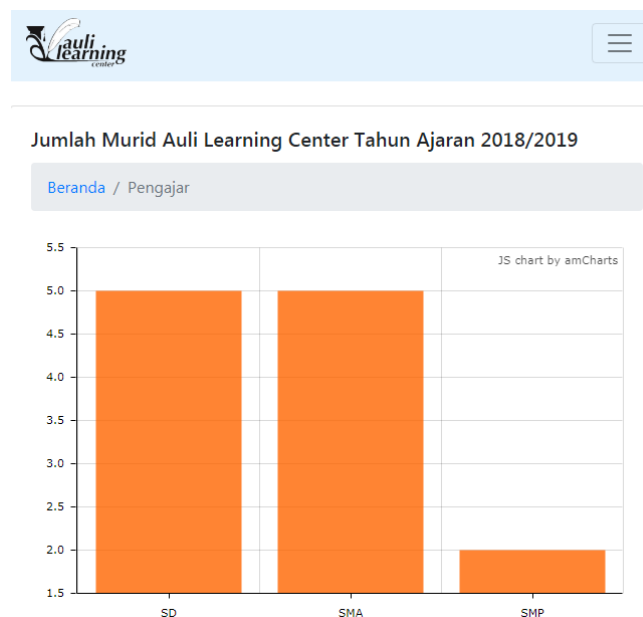 auli
learning
center
Jumlah Murid Auli Learning Center Tahun Ajaran 2018/2019
Beranda / Pengajar
JS chart by amCharts
5.5
5.0
4.5
4.0
3.5
3.0
2.5
2.0
1.5
SD SMA SMP